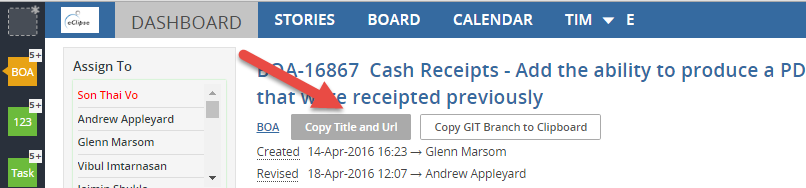 eClipse
DASHBOARD
STORIES
BOARD
CALENDAR
TIM
E
5+
BOA
5+
123
5+
Task
Assign To
Son Thai Vo
Andrew Appleyard
Glenn Marsom
Vibul Imtarnasan
Jaimin Shukla
BOA-16867 Cash Receipts - Add the ability to produce a PD
that were receipted previously
BOA
Copy Title and Url
Copy GIT Branch to Clipboard
Created 14-Apr-2016 16:23 → Glenn Marsom
Revised 18-Apr-2016 12:07 → Andrew Appleyard